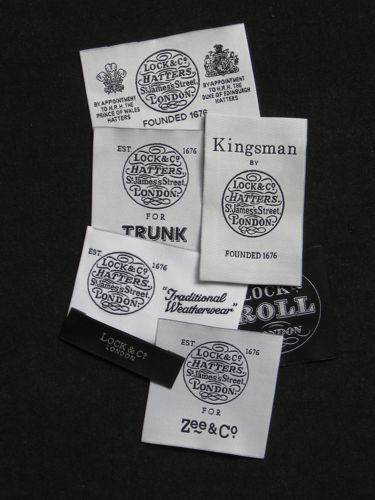 LOCK & Co.
HATTERS.
St. James's Street,
LONDON.
BY APPOINTMENT
TO H.R.H. THE
PRINCE OF WALES
HATTERS
BY APPOINTMENT
TO H.R.H. THE
DUKE OF EDINBURGH
HATTERS
FOUNDED 1676
EST. 1676
LOCK & Co.
HATTERS.
St. James's Street,
LONDON.
FOR
TRUNK
Kingsman
BY
LOCK & Co.
HATTERS.
St. James's Street,
LONDON.
FOUNDED 1676
EST. 1676
LOCK & Co.
HATTERS.
St. James's Street,
LONDON.
"Traditional
Weatherwear"
LOCK
ROLL
LONDON
LOCK & Co.
LONDON
EST. 1676
LOCK & Co.
HATTERS.
St. James's Street,
LONDON.
FOR
Zee & Co.